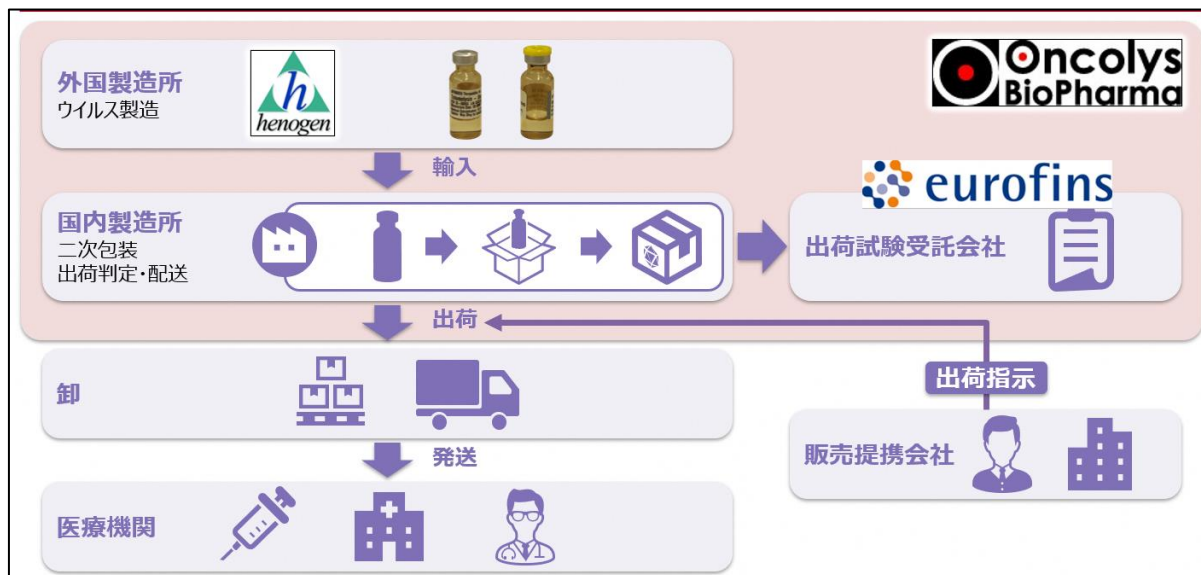 外国製造所
ウイルス製造
henogen
Oncolys
BioPharma
輸入
eurofins
国内製造所
二次包装
出荷判定・配送
出荷試験受託会社
出荷
出荷指示
卸
販売提携会社
発送
医療機関